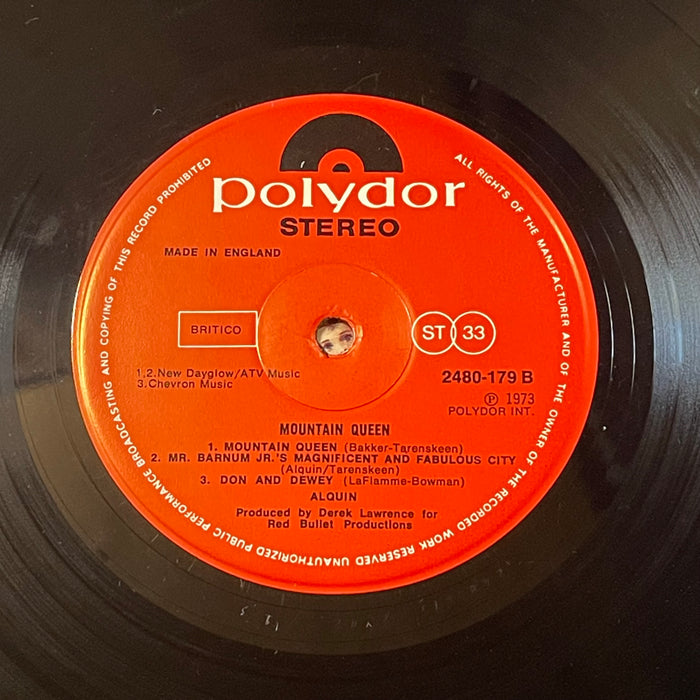 polydor
STEREO
MADE IN ENGLAND
BRITICO
ST 33
1,2.New Dayglow/ATV Music
3.Chevron Music
2480-179 B
Ⓟ 1973
POLYDOR INT.
MOUNTAIN QUEEN
1. MOUNTAIN QUEEN (Bakker-Tarenskeen)
2. MR. BARNUM JR.'S MAGNIFICENT AND FABULOUS CITY
(Alquin/Tarenskeen)
3. DON AND DEWEY (LaFlamme-Bowman)
ALQUIN
Produced by Derek Lawrence for
Red Bullet Productions
ALL RIGHTS OF THE MANUFACTURER AND OF THE OWNER OF THE RECORDED WORK RESERVED UNAUTHORIZED PUBLIC PERFORMANCE BROADCASTING AND COPYING OF THIS RECORD PROHIBITED